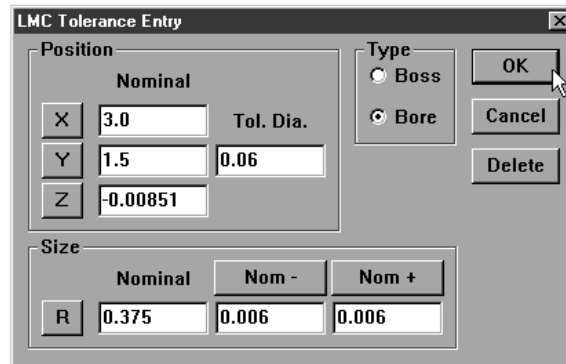 LMC Tolerance Entry
Position
Nominal
X 3.0 Tol. Dia.
Y 1.5 0.06
Z -0.00851
Type
Boss
Bore
OK
Cancel
Delete
Size
Nominal Nom - Nom +
R 0.375 0.006 0.006